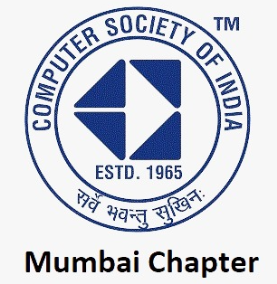 COMPUTER SOCIETY OF INDIA
TM
ESTD. 1965
सर्वे भवन्तु सुखिनः
Mumbai Chapter